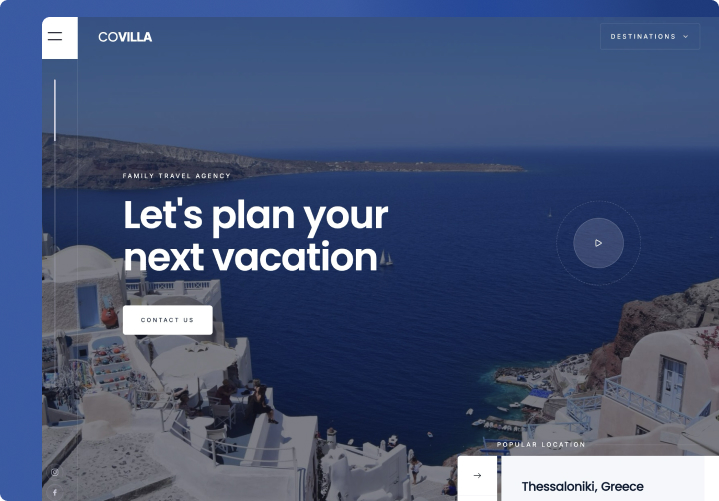 COVILLA
DESTINATIONS
FAMILY TRAVEL AGENCY
Let's plan your
next vacation
CONTACT US
POPULAR LOCATION
Thessaloniki, Greece